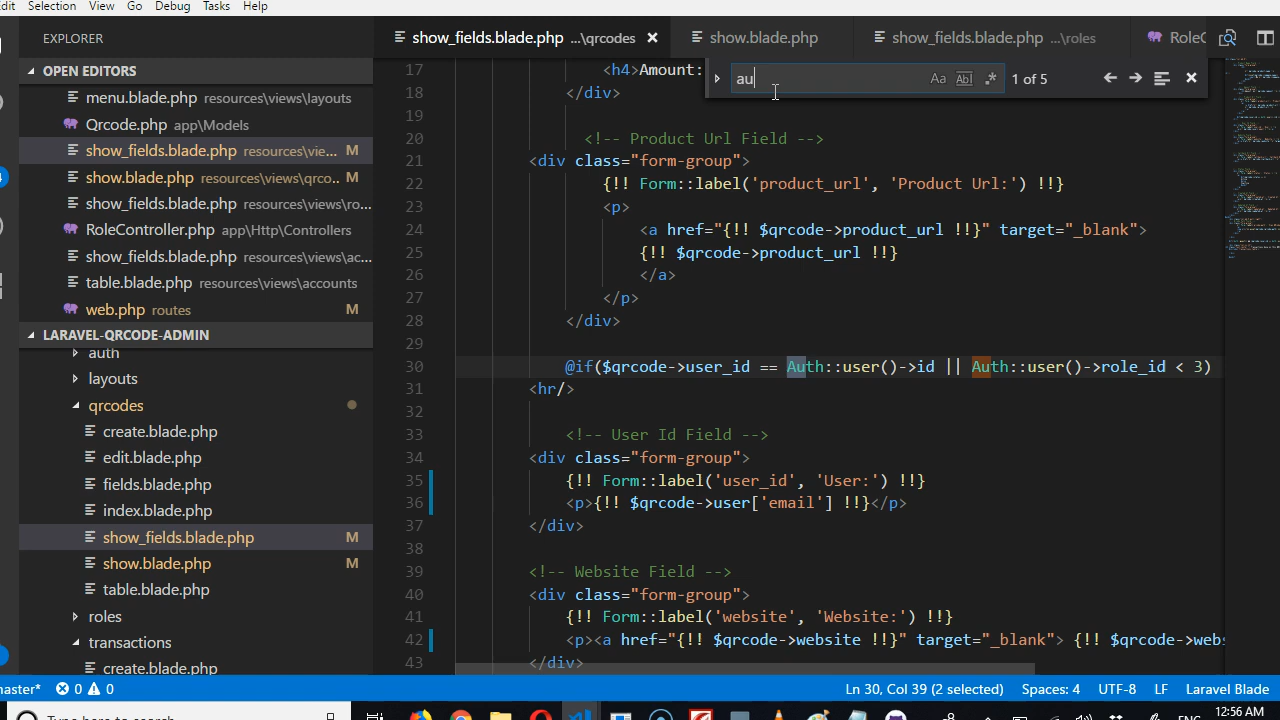 dit Selection View Go Debug Tasks Help
EXPLORER
OPEN EDITORS
menu.blade.php resources\views\layouts
Qrcode.php app\Models
show_fields.blade.php resources\vie... M
show.blade.php resources\views\qrco.. M
show_fields.blade.php resources\views\ro...
RoleController.php app\Http\Controllers
show_fields.blade.php resources\views\ac...
table.blade.php resources\views\accounts
web.php routes M
LARAVEL-QRCODE-ADMIN
auth
layouts
qrcodes
create.blade.php
edit.blade.php
fields.blade.php
index.blade.php
show_fields.blade.php M
show.blade.php M
table.blade.php
roles
transactions
create.blade.php
show_fields.blade.php ...\qrcodes
show.blade.php
show_fields.blade.php ...\roles
RoleC
au
Aa Abl .* 1 of 5
17 <h4>Amount:
18 </div>
19
20 <!-- Product Url Field -->
21 <div class="form-group">
22 {!! Form::label('product_url', 'Product Url:') !!}
23 <p>
24 <a href="{!! $qrcode->product_url !!}" target="_blank">
25 {!! $qrcode->product_url !!}
26 </a>
27 </p>
28 </div>
29
30 @if($qrcode->user_id == Auth::user()->id || Auth::user()->role_id < 3)
31 <hr/>
32
33 <!-- User Id Field -->
34 <div class="form-group">
35 {!! Form::label('user_id', 'User:') !!}
36 <p>{!! $qrcode->user['email'] !!}</p>
37 </div>
38
39 <!-- Website Field -->
40 <div class="form-group">
41 {!! Form::label('website', 'Website:') !!}
42 <p><a href="{!! $qrcode->website !!}" target="_blank"> {!! $qrcode->web
43 </div>
naster* 0 0
Ln 30, Col 39 (2 selected) Spaces: 4 UTF-8 LF Laravel Blade
Type here to search
ENG
12:56 AM